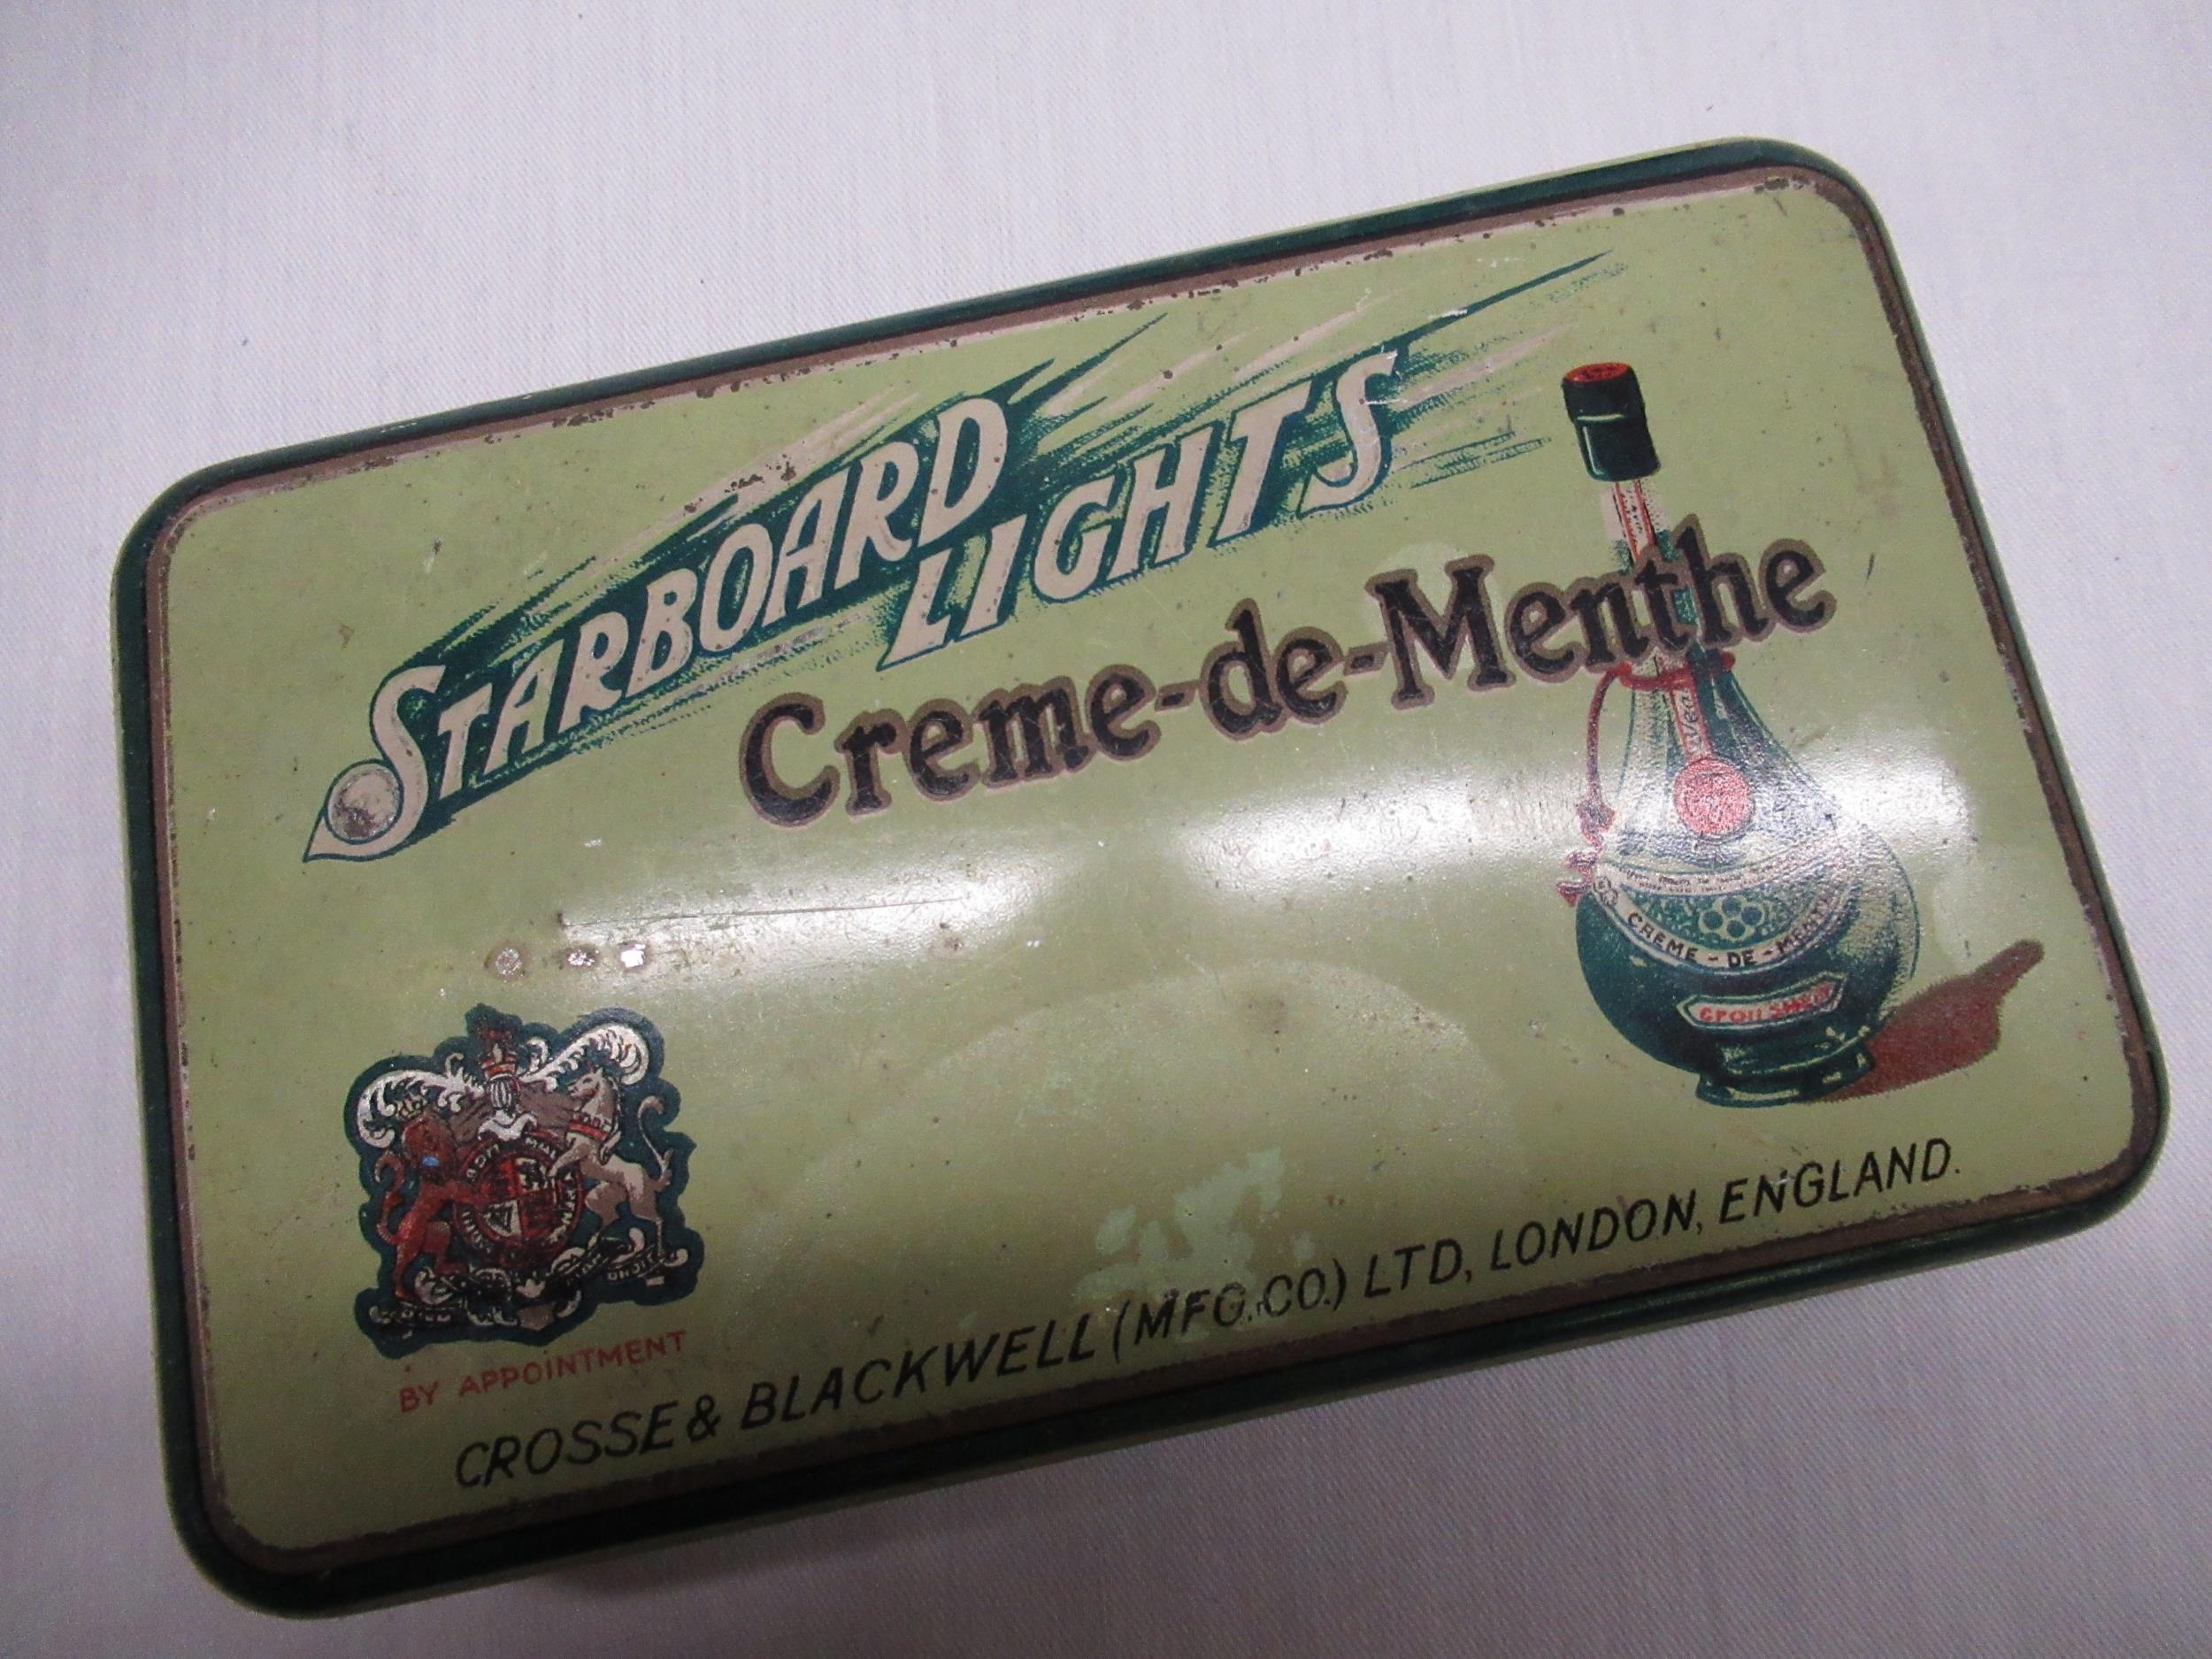 STARBOARD
LIGHTS
Creme-de-Menthe
CREME - DE - MENTHE
BY APPOINTMENT
CROSSE & BLACKWELL (MFG.CO.) LTD, LONDON, ENGLAND.